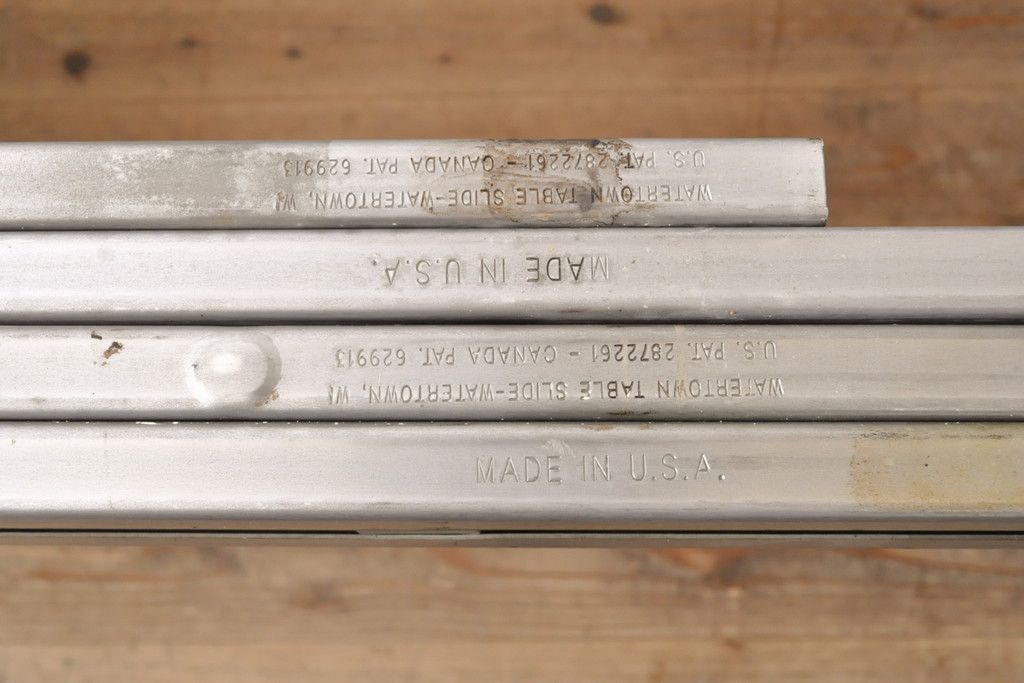 WATERTOWN TABLE SLIDE-WATERTOWN, WI
U.S. PAT. 2872261 - CANADA PAT. 629913
MADE IN U.S.A.
WATERTOWN TABLE SLIDE-WATERTOWN, WI
U.S. PAT. 2872261 - CANADA PAT. 629913
MADE IN U.S.A.